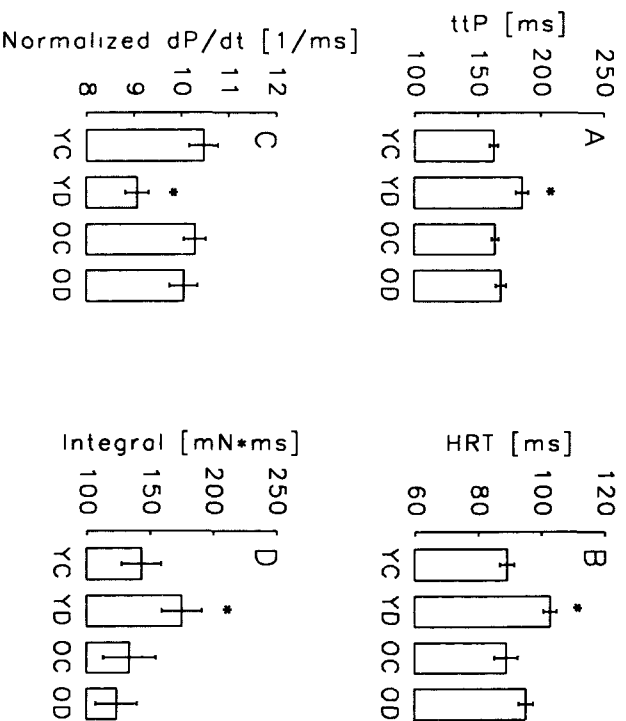 ttP [ms]
250
200
150
100
A
YC YD OC OD
*
HRT [ms]
120
100
80
60
B
YC YD OC OD
*
Normalized dP/dt [1/ms]
12
11
10
9
8
C
YC YD OC OD
*
Integral [mN*ms]
250
200
150
100
D
YC YD OC OD
*